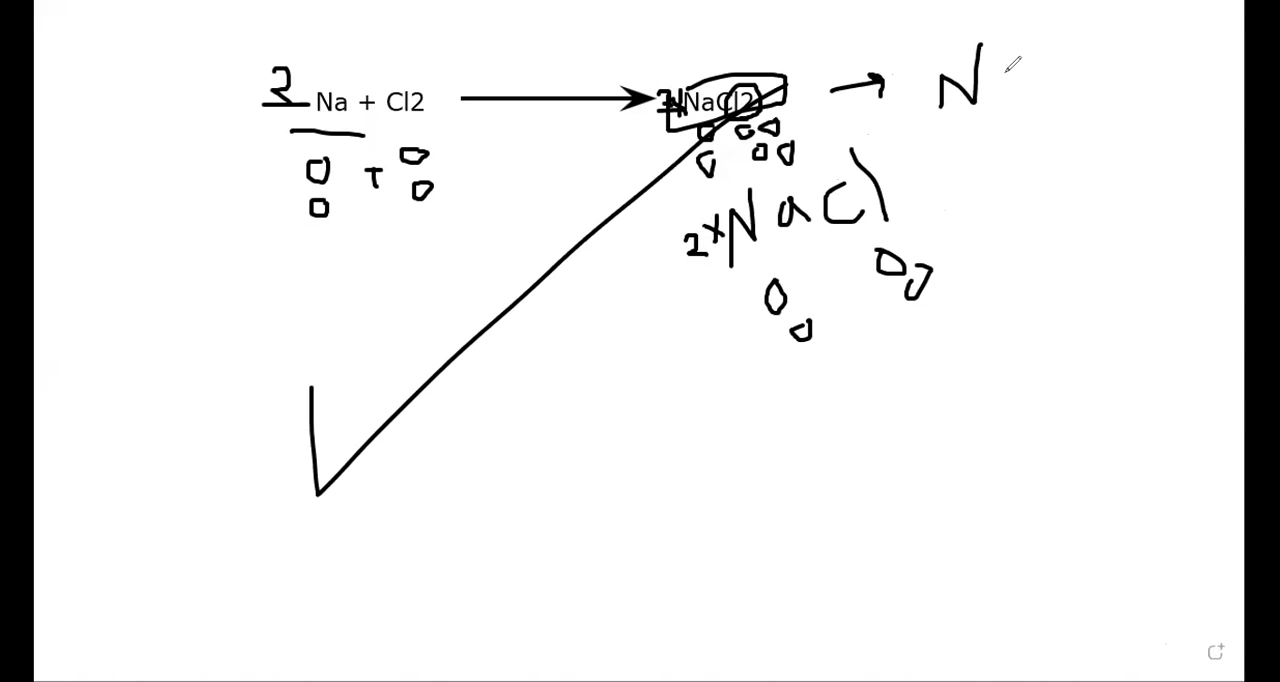 2 Na + Cl2 NaCl2 → N
+
2x NaCl